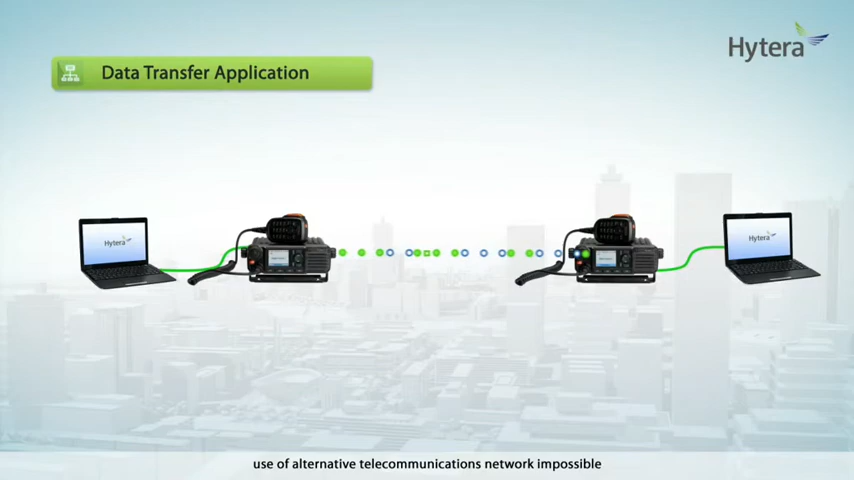 Hytera
Data Transfer Application
Hytera
Hytera
use of alternative telecommunications network impossible